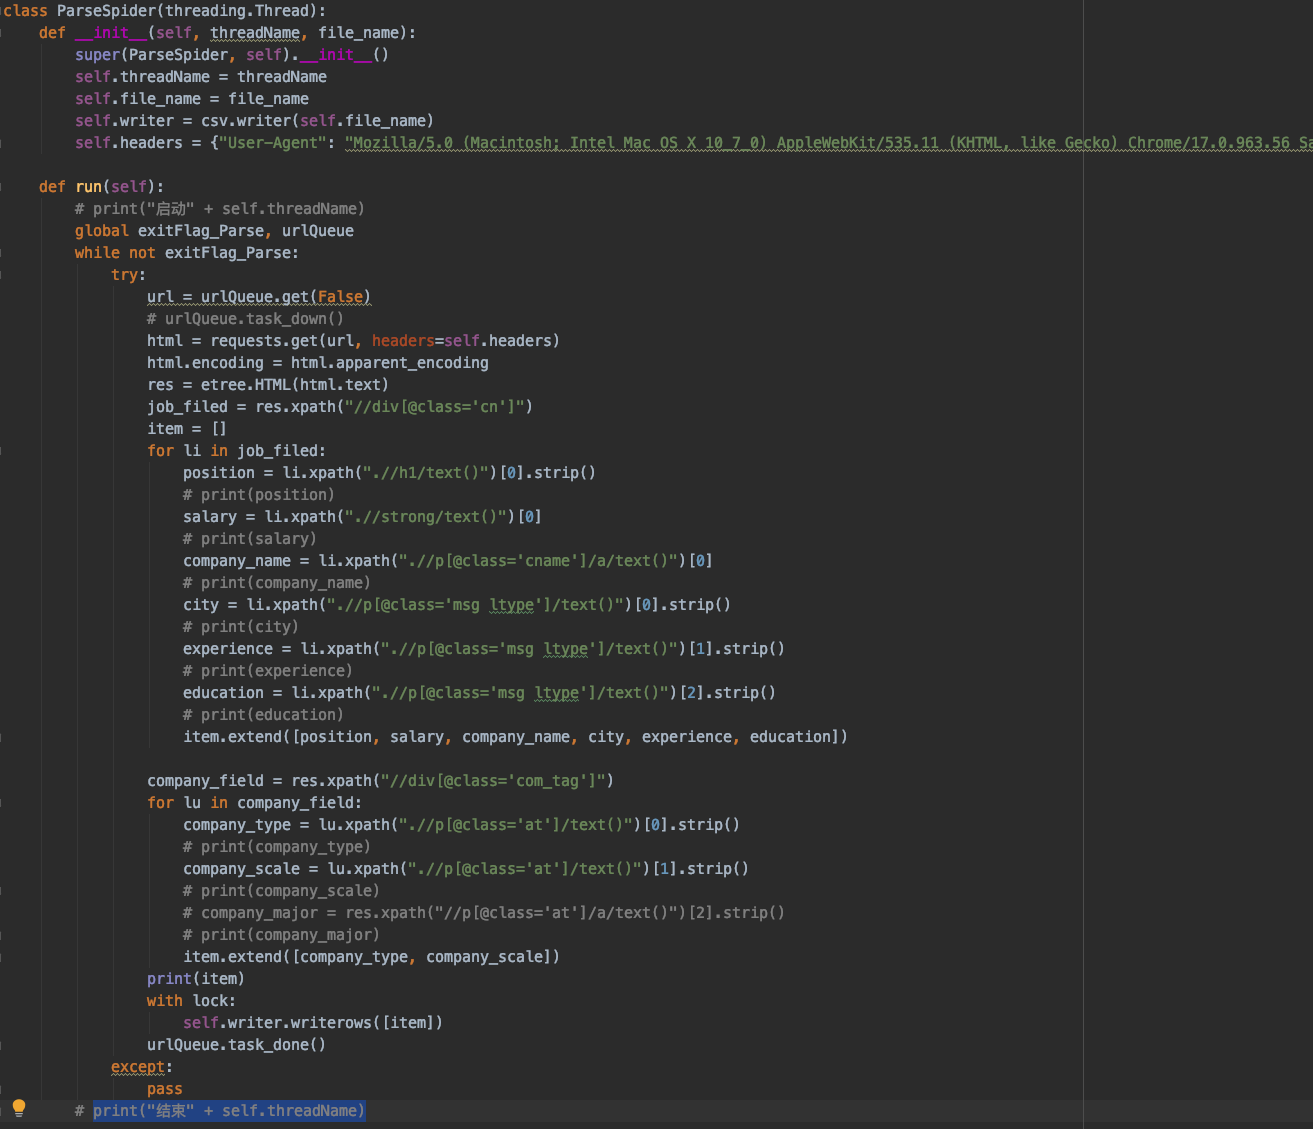 class ParseSpider(threading.Thread):
    def __init__(self, threadName, file_name):
        super(ParseSpider, self).__init__()
        self.threadName = threadName
        self.file_name = file_name
        self.writer = csv.writer(self.file_name)
        self.headers = {"User-Agent": "Mozilla/5.0 (Macintosh; Intel Mac OS X 10_7_0) AppleWebKit/535.11 (KHTML, like Gecko) Chrome/17.0.963.56 Sa
    def run(self):
        # print("启动" + self.threadName)
        global exitFlag_Parse, urlQueue
        while not exitFlag_Parse:
            try:
                url = urlQueue.get(False)
                # urlQueue.task_down()
                html = requests.get(url, headers=self.headers)
                html.encoding = html.apparent_encoding
                res = etree.HTML(html.text)
                job_filed = res.xpath("//div[@class='cn']")
                item = []
                for li in job_filed:
                    position = li.xpath(".//h1/text()")[0].strip()
                    # print(position)
                    salary = li.xpath(".//strong/text()")[0]
                    # print(salary)
                    company_name = li.xpath(".//p[@class='cname']/a/text()")[0]
                    # print(company_name)
                    city = li.xpath(".//p[@class='msg ltype']/text()")[0].strip()
                    # print(city)
                    experience = li.xpath(".//p[@class='msg ltype']/text()")[1].strip()
                    # print(experience)
                    education = li.xpath(".//p[@class='msg ltype']/text()")[2].strip()
                    # print(education)
                    item.extend([position, salary, company_name, city, experience, education])
                company_field = res.xpath("//div[@class='com_tag']")
                for lu in company_field:
                    company_type = lu.xpath(".//p[@class='at']/text()")[0].strip()
                    # print(company_type)
                    company_scale = lu.xpath(".//p[@class='at']/text()")[1].strip()
                    # print(company_scale)
                    # company_major = res.xpath("//p[@class='at']/a/text()")[2].strip()
                    # print(company_major)
                    item.extend([company_type, company_scale])
                print(item)
                with lock:
                    self.writer.writerows([item])
                urlQueue.task_done()
            except:
                pass
        # print("结束" + self.threadName)